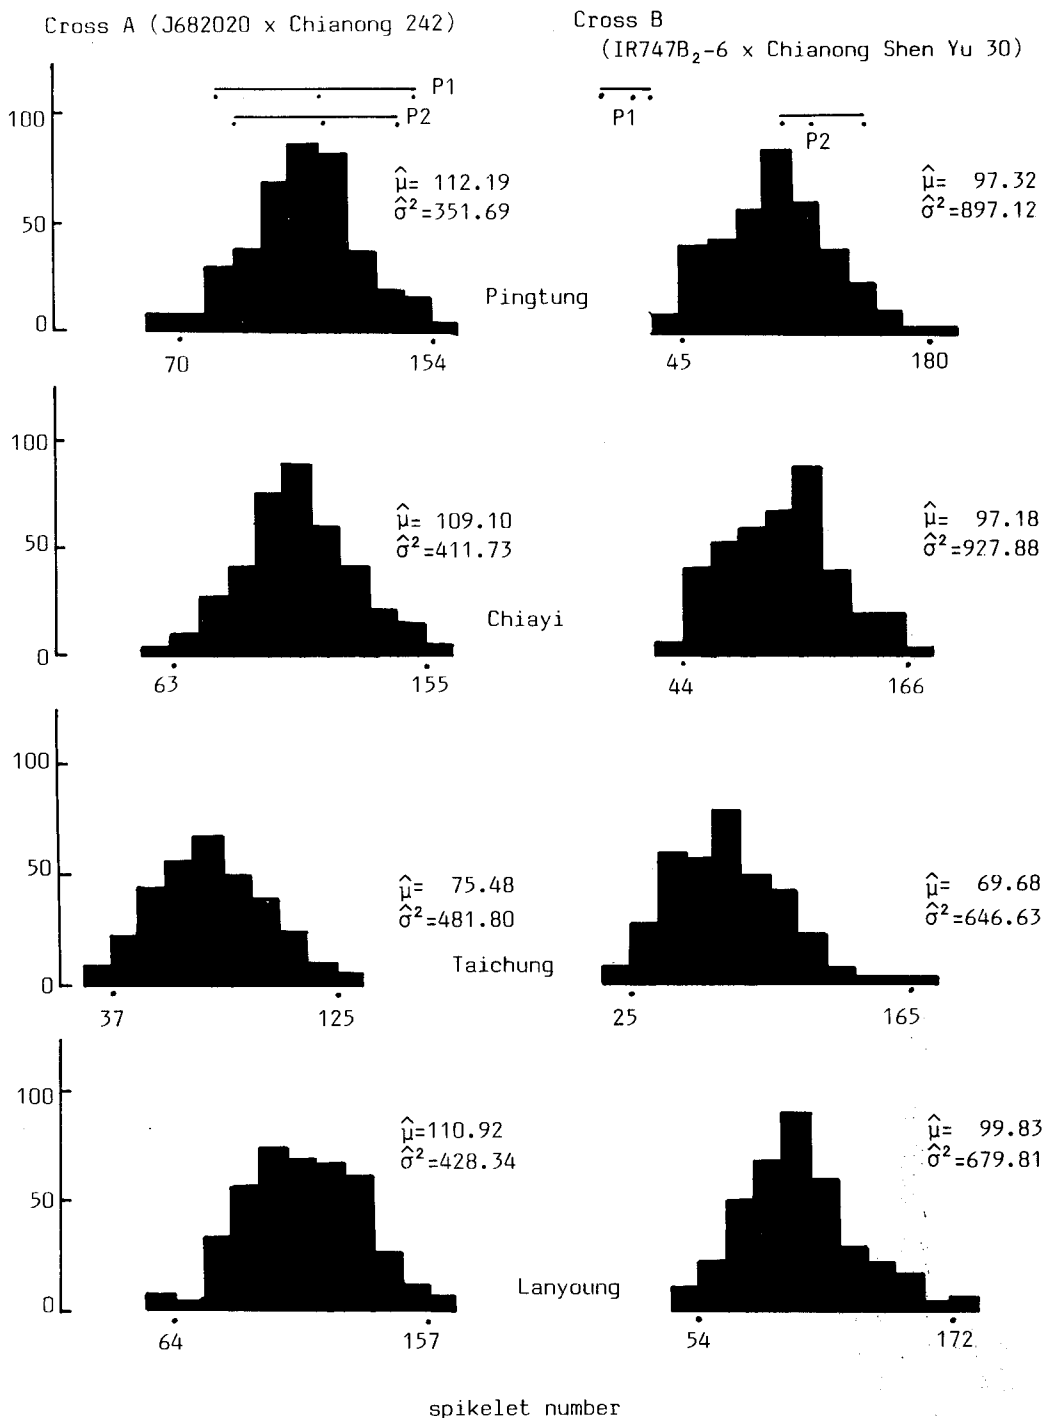 Cross A (J682020 x Chianong 242)
Cross B
(IR747B₂-6 x Chianong Shen Yu 30)
P1
P2
P1
P2
100
50
0
μ̂= 112.19
σ̂²=351.69
μ̂= 97.32
σ̂²=897.12
Pingtung
70
154
45
180
100
50
0
μ̂= 109.10
σ̂²=411.73
μ̂= 97.18
σ̂²=927.88
Chiayi
63
155
44
166
100
50
0
μ̂= 75.48
σ̂²=481.80
μ̂= 69.68
σ̂²=646.63
Taichung
37
125
25
165
100
50
0
μ̂=110.92
σ̂²=428.34
μ̂= 99.83
σ̂²=679.81
Lanyoung
64
157
54
172
spikelet number